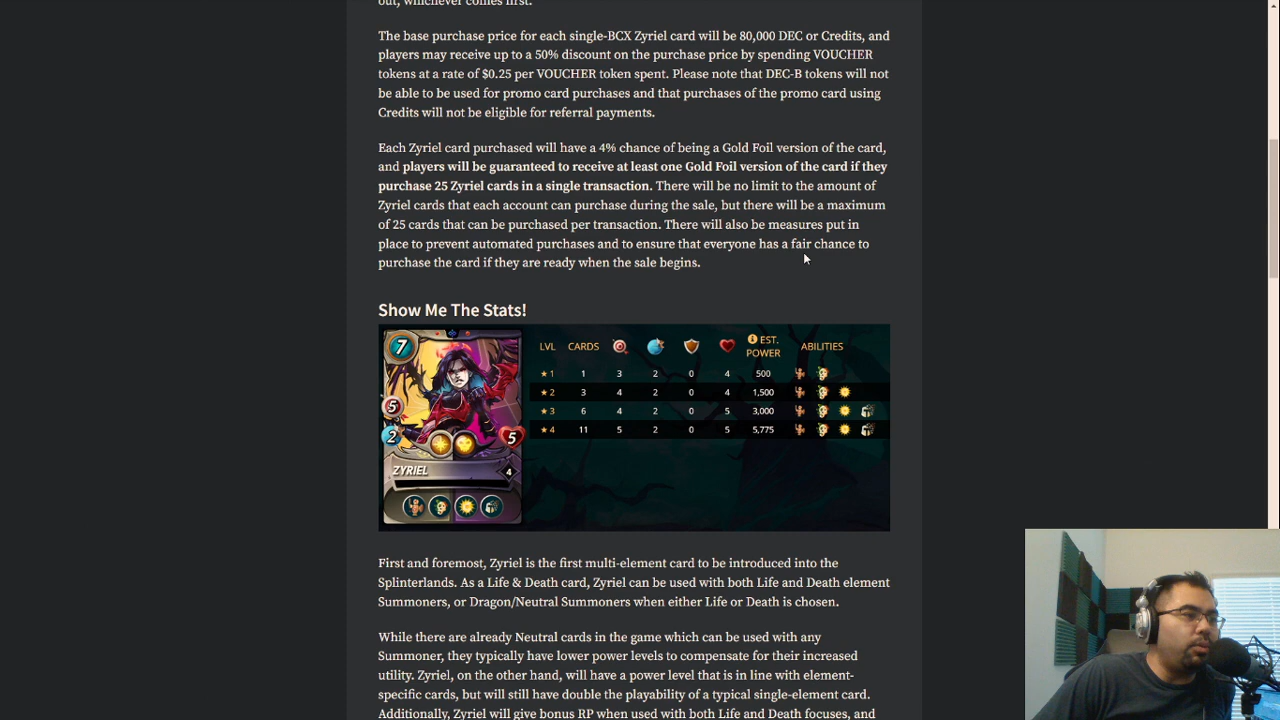 out, whichever comes first.
The base purchase price for each single-BCX Zyriel card will be 80,000 DEC or Credits, and
players may receive up to a 50% discount on the purchase price by spending VOUCHER
tokens at a rate of $0.25 per VOUCHER token spent. Please note that DEC-B tokens will not
be able to be used for promo card purchases and that purchases of the promo card using
Credits will not be eligible for referral payments.
Each Zyriel card purchased will have a 4% chance of being a Gold Foil version of the card,
and players will be guaranteed to receive at least one Gold Foil version of the card if they
purchase 25 Zyriel cards in a single transaction. There will be no limit to the amount of
Zyriel cards that each account can purchase during the sale, but there will be a maximum
of 25 cards that can be purchased per transaction. There will also be measures put in
place to prevent automated purchases and to ensure that everyone has a fair chance to
purchase the card if they are ready when the sale begins.
Show Me The Stats!
7
5
2
5
ZYRIEL 4
LVL CARDS EST. POWER ABILITIES
★ 1 1 3 2 0 4 500
★ 2 3 4 2 0 4 1,500
★ 3 6 4 2 0 5 3,000
★ 4 11 5 2 0 5 5,775
First and foremost, Zyriel is the first multi-element card to be introduced into the
Splinterlands. As a Life & Death card, Zyriel can be used with both Life and Death element
Summoners, or Dragon/Neutral Summoners when either Life or Death is chosen.
While there are already Neutral cards in the game which can be used with any
Summoner, they typically have lower power levels to compensate for their increased
utility. Zyriel, on the other hand, will have a power level that is in line with element-
specific cards, but will still have double the playability of a typical single-element card.
Additionally, Zyriel will give bonus RP when used with both Life and Death focuses, and